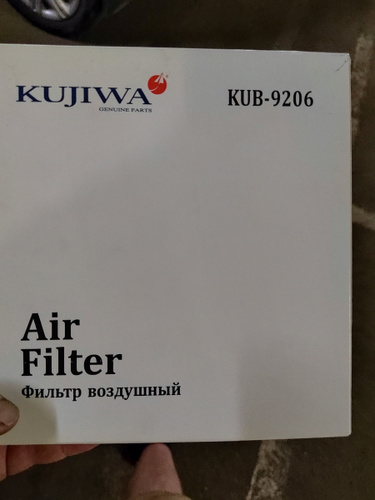 KUJIWA
GENUINE PARTS
KUB-9206
Air
Filter
Фильтр воздушный